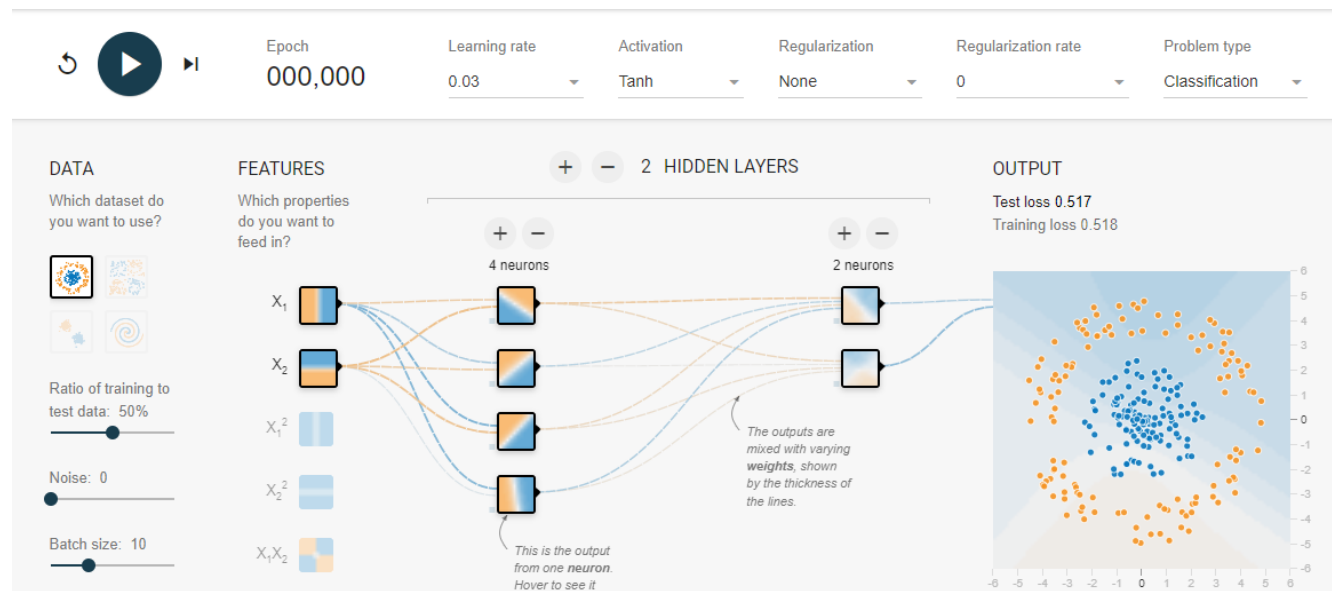 Epoch
000,000
Learning rate
0.03
Activation
Tanh
Regularization
None
Regularization rate
0
Problem type
Classification
DATA
Which dataset do
you want to use?
Ratio of training to
test data: 50%
Noise: 0
Batch size: 10
FEATURES
Which properties
do you want to
feed in?
X₁
X₂
X₁²
X₂²
X₁X₂
+ − 2 HIDDEN LAYERS
+ −
4 neurons
+ −
2 neurons
This is the output
from one neuron.
Hover to see it
The outputs are
mixed with varying
weights, shown
by the thickness of
the lines.
OUTPUT
Test loss 0.517
Training loss 0.518
6
5
4
3
2
1
0
-1
-2
-3
-4
-5
-6
-6 -5 -4 -3 -2 -1 0 1 2 3 4 5 6